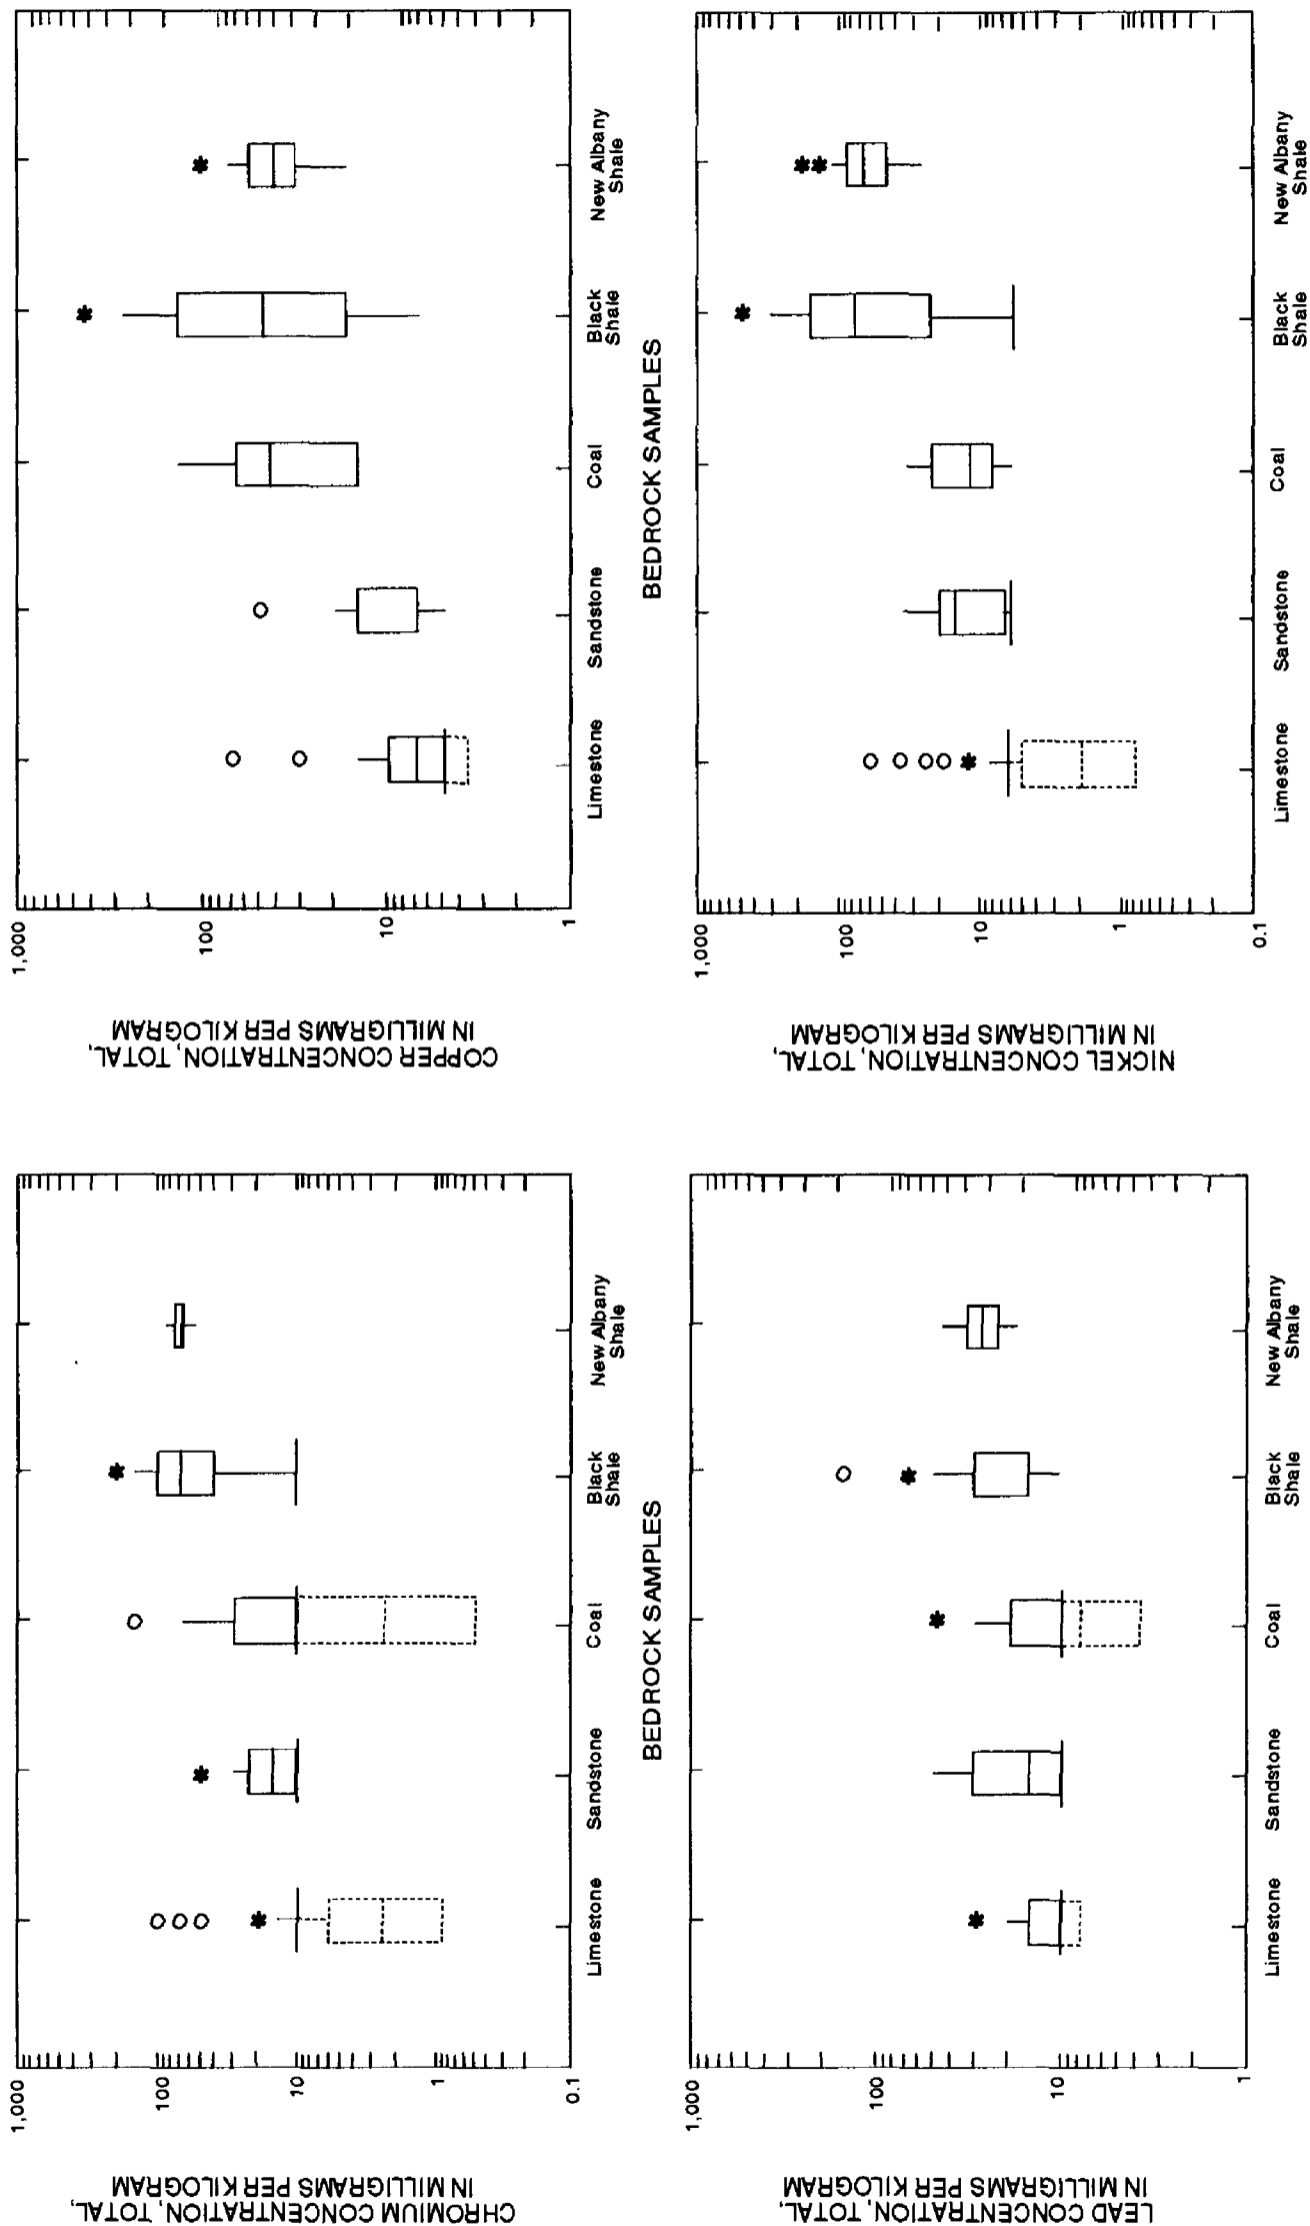 CHROMIUM CONCENTRATION, TOTAL,
IN MILLIGRAMS PER KILOGRAM
1,000
100
10
1
0.1
Limestone
Sandstone
Coal
Black
Shale
New Albany
Shale
BEDROCK SAMPLES
COPPER CONCENTRATION, TOTAL,
IN MILLIGRAMS PER KILOGRAM
1,000
100
10
1
Limestone
Sandstone
Coal
Black
Shale
New Albany
Shale
BEDROCK SAMPLES
LEAD CONCENTRATION, TOTAL,
IN MILLIGRAMS PER KILOGRAM
1,000
100
10
1
Limestone
Sandstone
Coal
Black
Shale
New Albany
Shale
NICKEL CONCENTRATION, TOTAL,
IN MILLIGRAMS PER KILOGRAM
1,000
100
10
1
0.1
Limestone
Sandstone
Coal
Black
Shale
New Albany
Shale